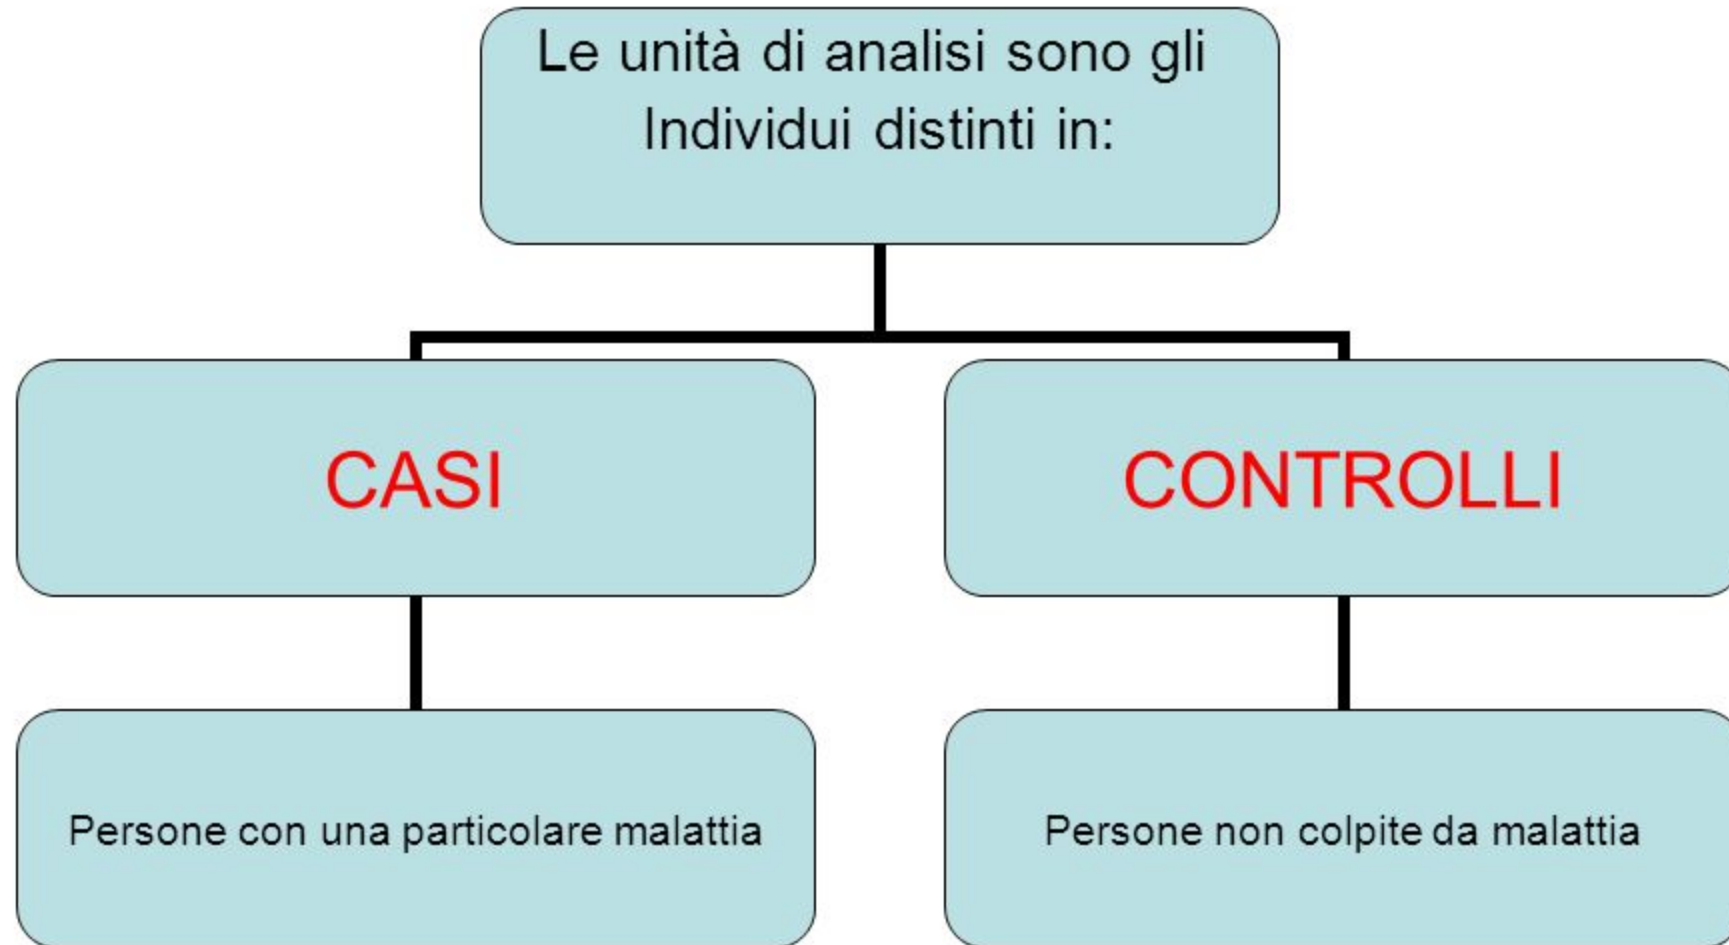 Le unità di analisi sono gli
Individui distinti in:
CASI
CONTROLLI
Persone con una particolare malattia
Persone non colpite da malattia